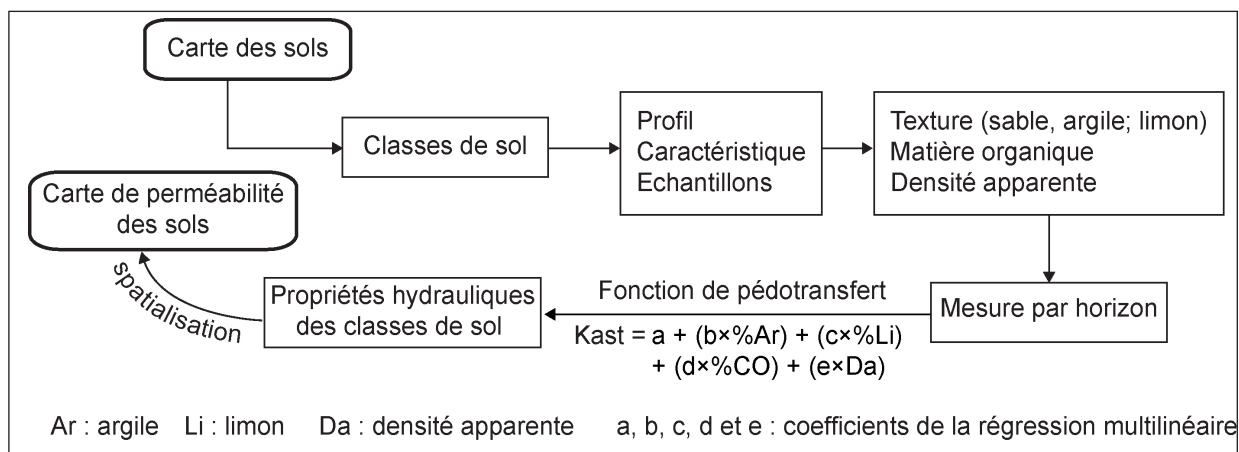 Carte des sols
Classes de sol
Profil
Caractéristique
Echantillons
Texture (sable, argile; limon)
Matière organique
Densité apparente
Mesure par horizon
Fonction de pédotransfert
Kast = a + (b×%Ar) + (c×%Li)
+ (d×%CO) + (e×Da)
Propriétés hydrauliques
des classes de sol
spatialisation
Carte de perméabilité
des sols
Ar : argile Li : limon Da : densité apparente a, b, c, d et e : coefficients de la régression multilinéaire